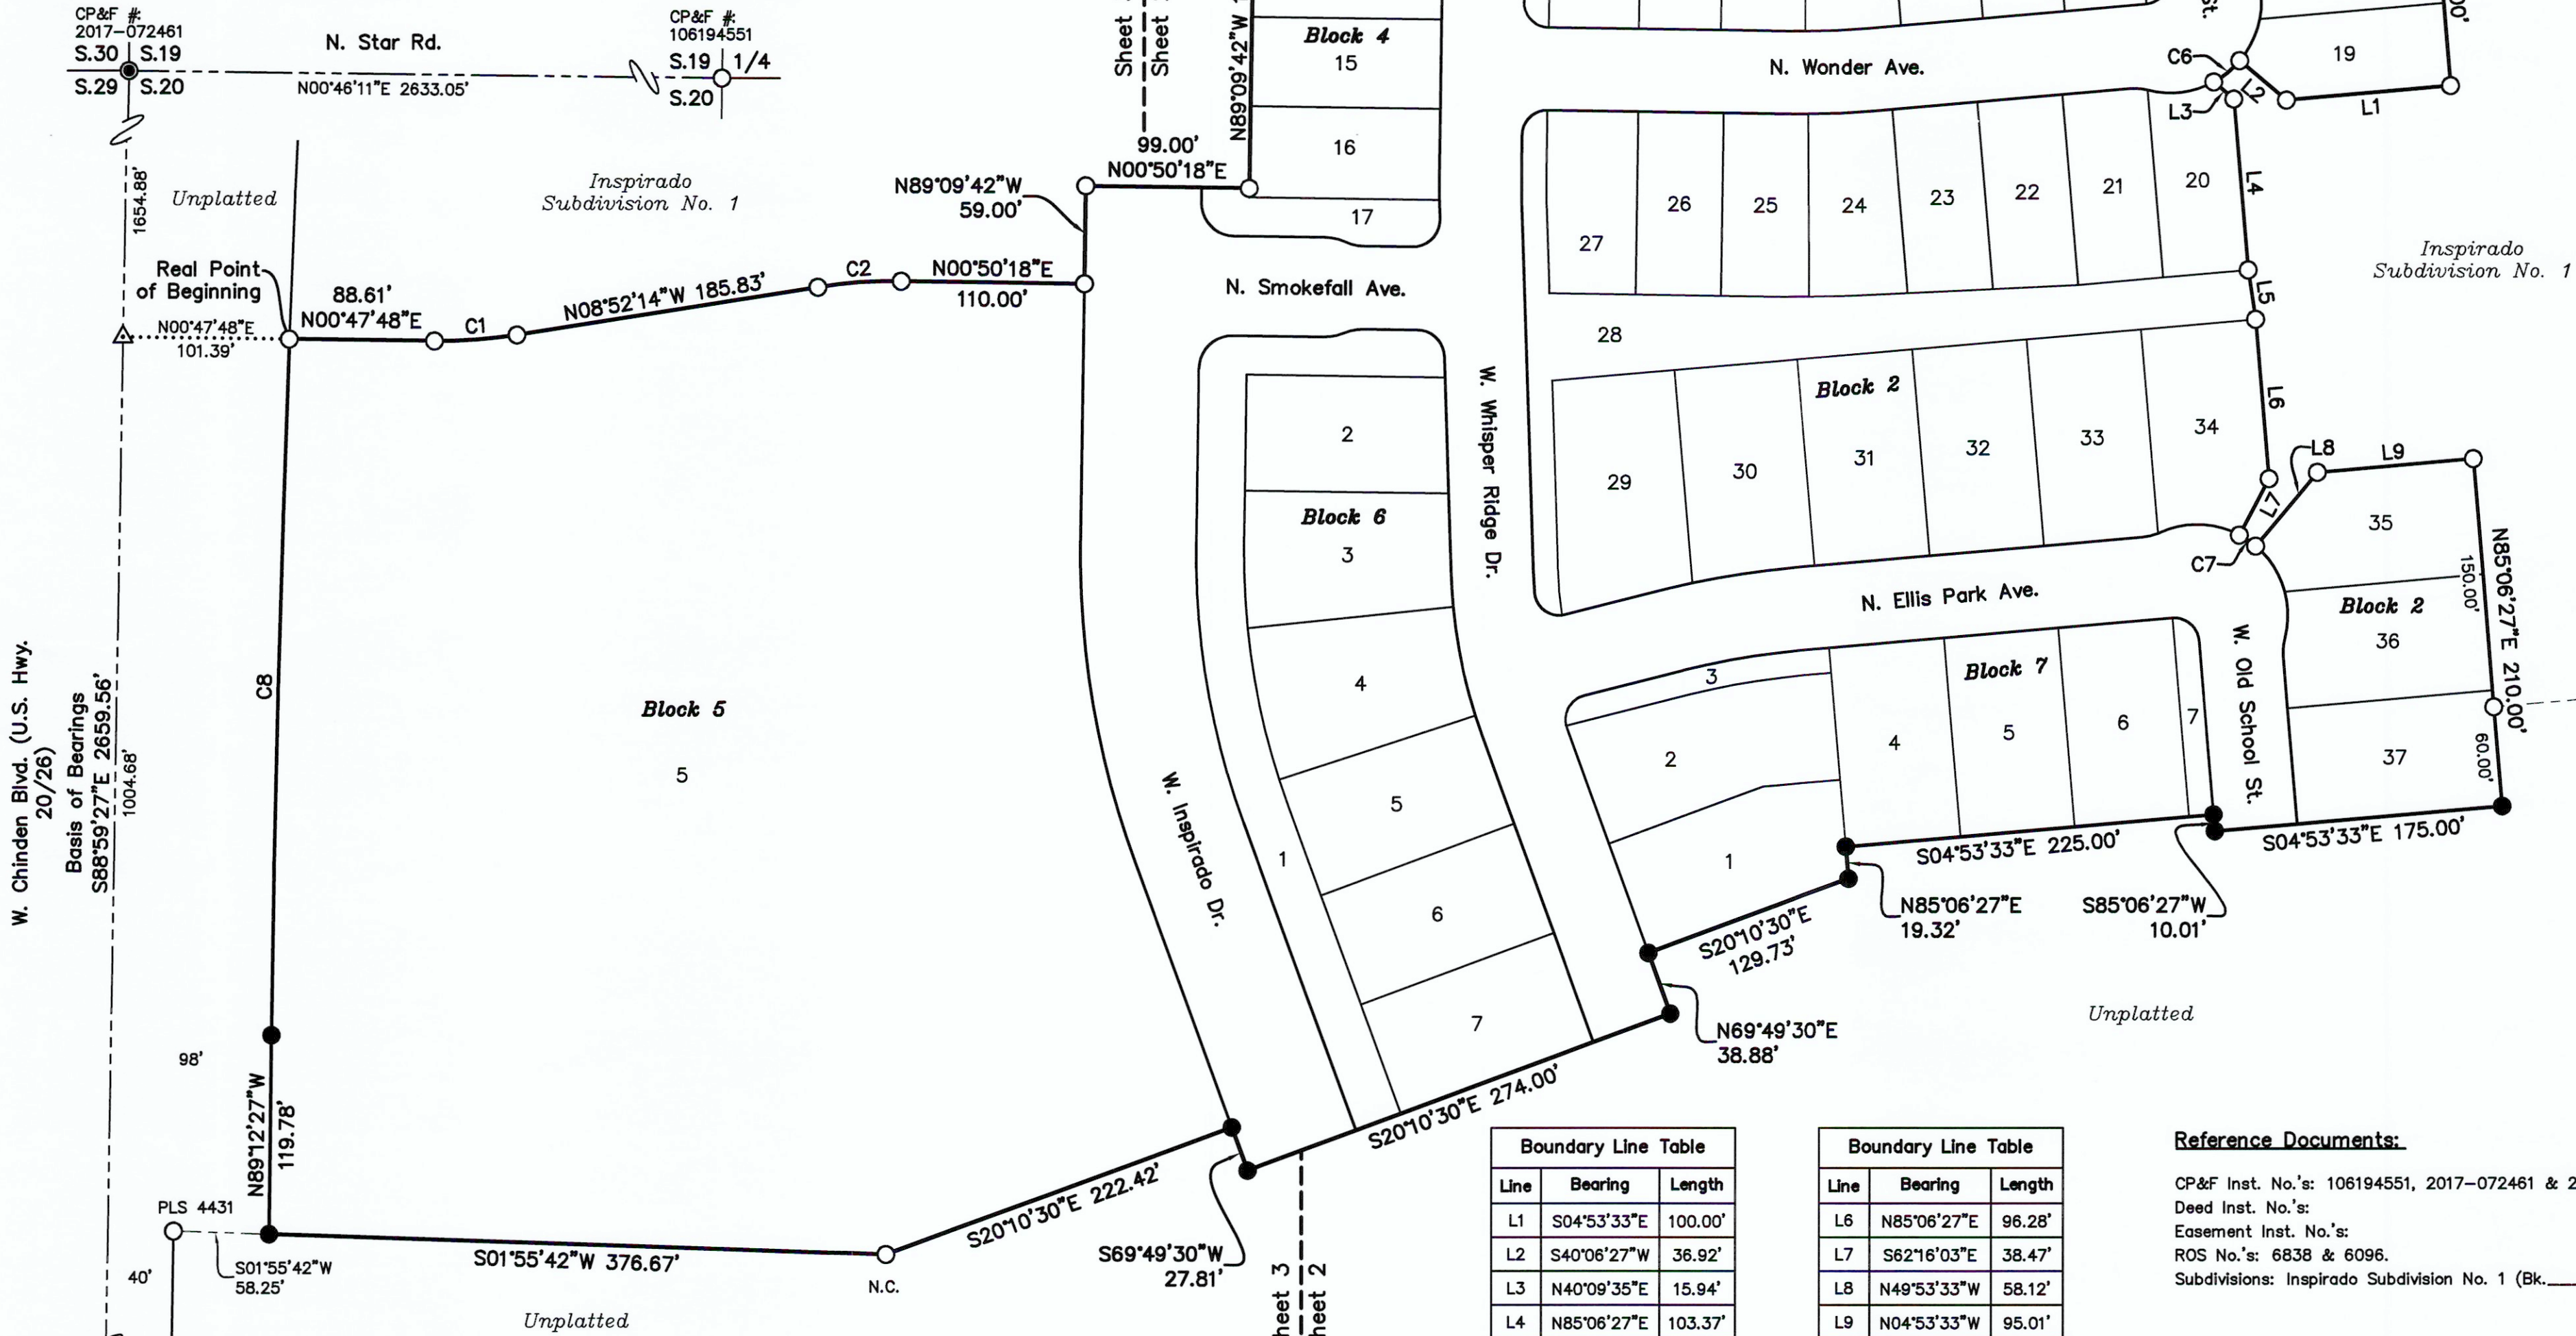 CP&F #:
2017-072461
S.30 S.19
S.29 S.20
N. Star Rd.
N00°46'11"E 2633.05'
CP&F #:
106194551
S.19 1/4
S.20
1654.88'
Unplatted
Inspirado
Subdivision No. 1
Real Point
of Beginning
N00°47'48"E
101.39'
88.61'
N00°47'48"E
C1
N08°52'14"W 185.83'
C2
N00°50'18"E
110.00'
N89°09'42"W
59.00'
99.00'
N00°50'18"E
Sheet
Sheet
N89°09'42"W
Block 4
15
16
17
N. Smokefall Ave.
N. Wonder Ave.
St.
C6
L3
L2
L1
19
27
26
25
24
23
22
21
20
L4
L5
28
Inspirado
Subdivision No. 1
Block 2
29
30
31
32
33
34
L6
L7
L8
L9
C7
35
Block 2
36
37
150.00'
N85°06'27"E 210.00'
60.00'
W. Whisper Ridge Dr.
N. Ellis Park Ave.
W. Old School St.
Block 6
2
3
4
5
6
7
1
W. Inspirado Dr.
Block 7
3
2
1
4
5
6
7
S04°53'33"E 225.00'
S04°53'33"E 175.00'
N85°06'27"E
19.32'
S85°06'27"W
10.01'
S20°10'30"E
129.73'
N69°49'30"E
38.88'
Unplatted
S20°10'30"E 274.00'
S69°49'30"W
27.81'
S20°10'30"E 222.42'
heet 3
heet 2
Block 5
5
C8
W. Chinden Blvd. (U.S. Hwy.
20/26)
Basis of Bearings
S88°59'27"E 2659.56'
1004.68'
98'
N89°12'27"W
119.78'
PLS 4431
40'
S01°55'42"W
58.25'
S01°55'42"W 376.67'
N.C.
Unplatted
Boundary Line Table
Line Bearing Length
L1 S04°53'33"E 100.00'
L2 S40°06'27"W 36.92'
L3 N40°09'35"E 15.94'
L4 N85°06'27"E 103.37'
Boundary Line Table
Line Bearing Length
L6 N85°06'27"E 96.28'
L7 S62°16'03"E 38.47'
L8 N49°53'33"W 58.12'
L9 N04°53'33"W 95.01'
Reference Documents:
CP&F Inst. No.'s: 106194551, 2017-072461 & 2
Deed Inst. No.'s:
Easement Inst. No.'s:
ROS No.'s: 6838 & 6096.
Subdivisions: Inspirado Subdivision No. 1 (Bk.